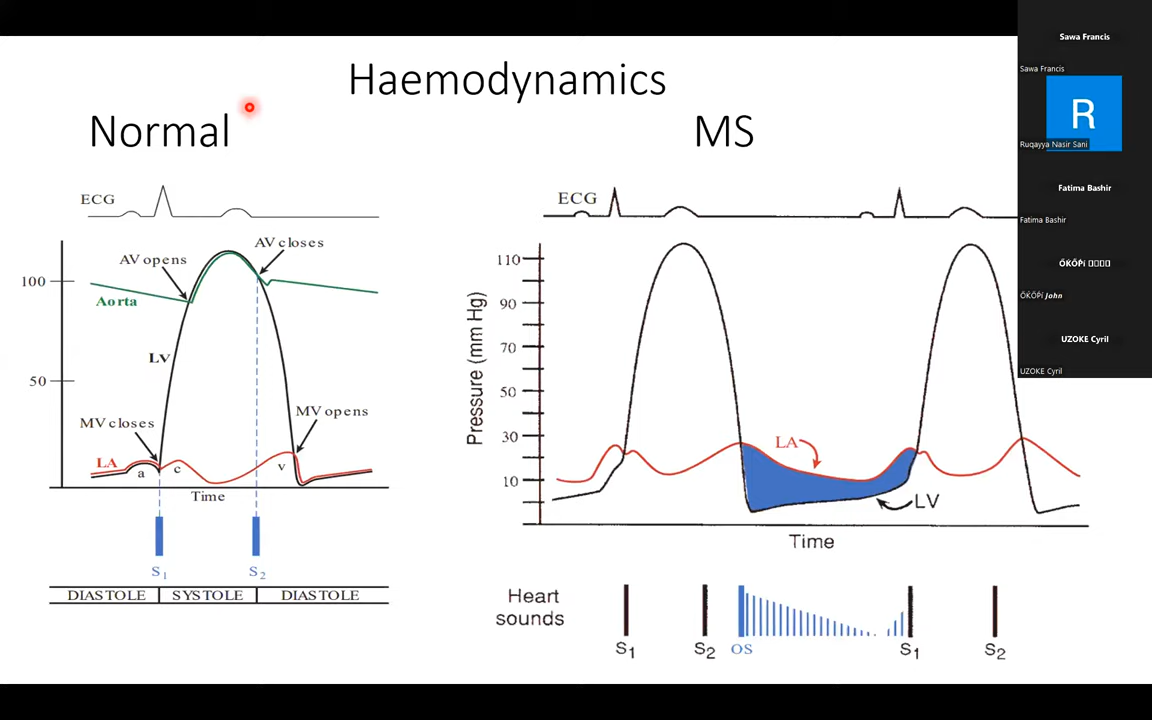 Haemodynamics
Normal
MS
ECG
AV closes
AV opens
100
Aorta
LV
50
MV opens
MV closes
LA
a
c
v
Time
S1
S2
DIASTOLE
SYSTOLE
DIASTOLE
ECG
Pressure (mm Hg)
110
90
70
50
30
10
LA
LV
Time
Heart
sounds
S1
S2
OS
S1
S2
Sawa Francis
Sawa Francis
R
Ruqayya Nasir Sani
Fatima Bashir
Fatima Bashir
John
UZOKE Cyril
UZOKE Cyril